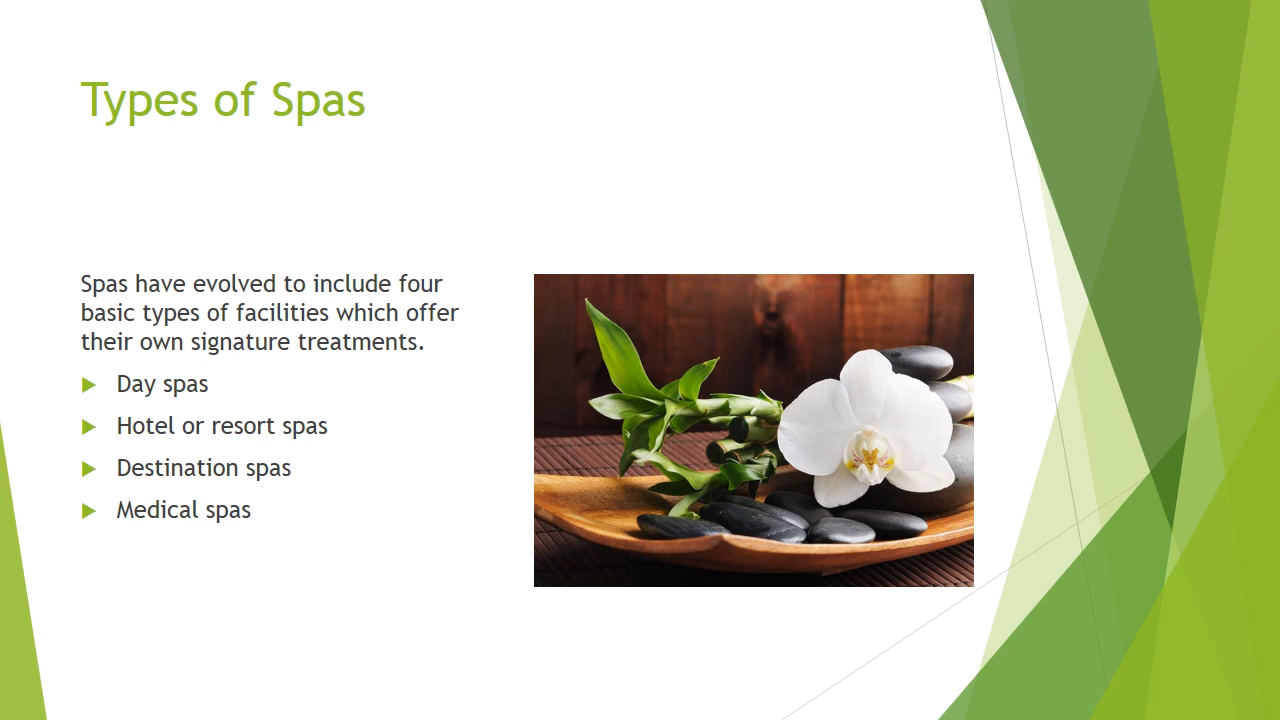 Types of Spas
Spas have evolved to include four
basic types of facilities which offer
their own signature treatments.
Day spas
Hotel or resort spas
Destination spas
Medical spas